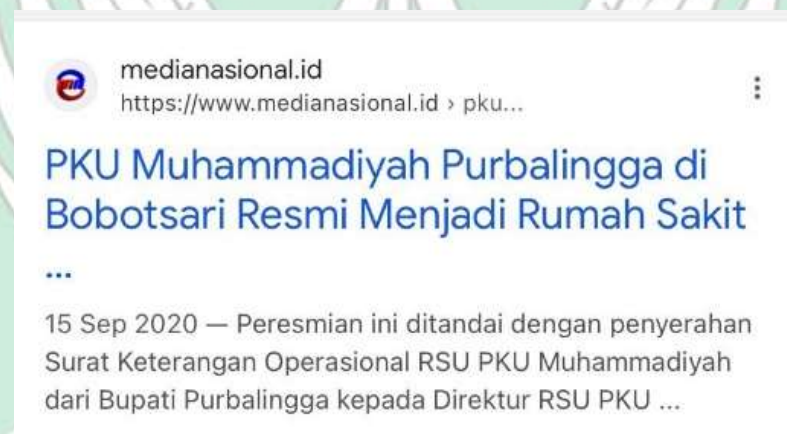 medianasional.id
https://www.medianasional.id › pku...
PKU Muhammadiyah Purbalingga di
Bobotsari Resmi Menjadi Rumah Sakit
...
15 Sep 2020 — Peresmian ini ditandai dengan penyerahan
Surat Keterangan Operasional RSU PKU Muhammadiyah
dari Bupati Purbalingga kepada Direktur RSU PKU ...